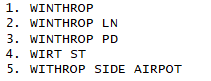 1. WINTHROP
2. WINTHROP LN
3. WINTHROP PD
4. WIRT ST
5. WITHROP SIDE AIRPOT